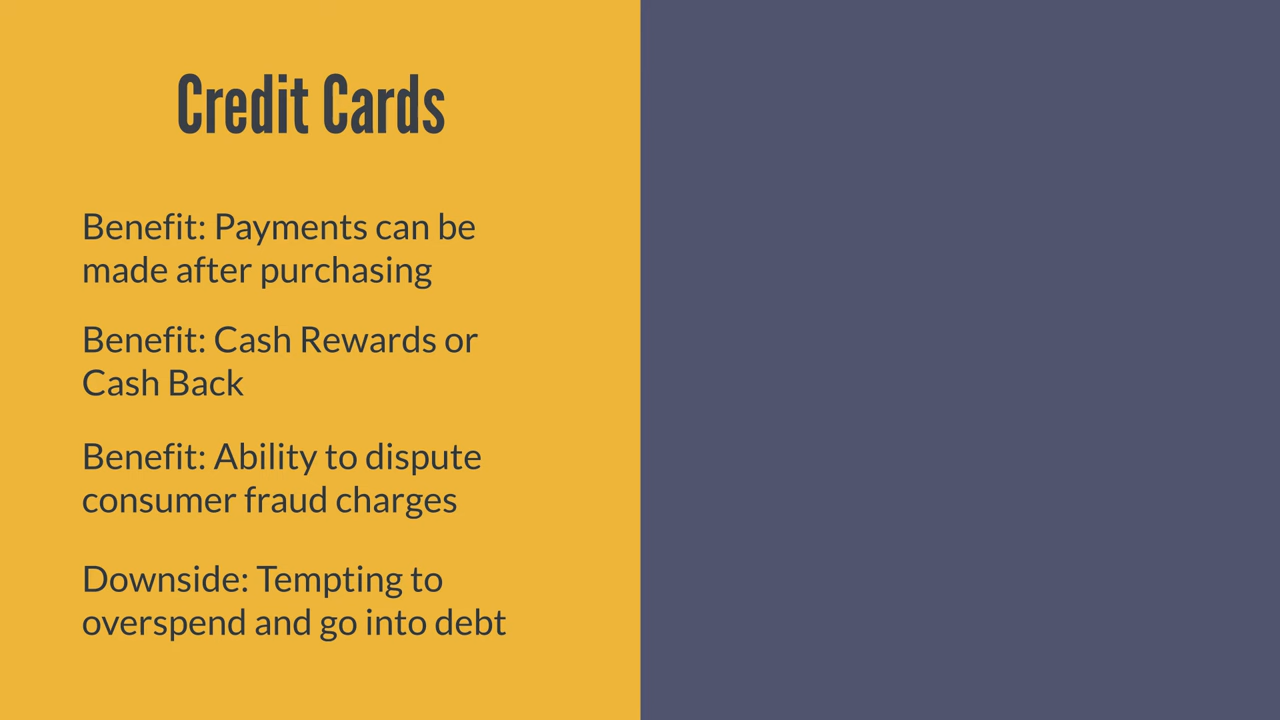 Credit Cards
Benefit: Payments can be
made after purchasing
Benefit: Cash Rewards or
Cash Back
Benefit: Ability to dispute
consumer fraud charges
Downside: Tempting to
overspend and go into debt